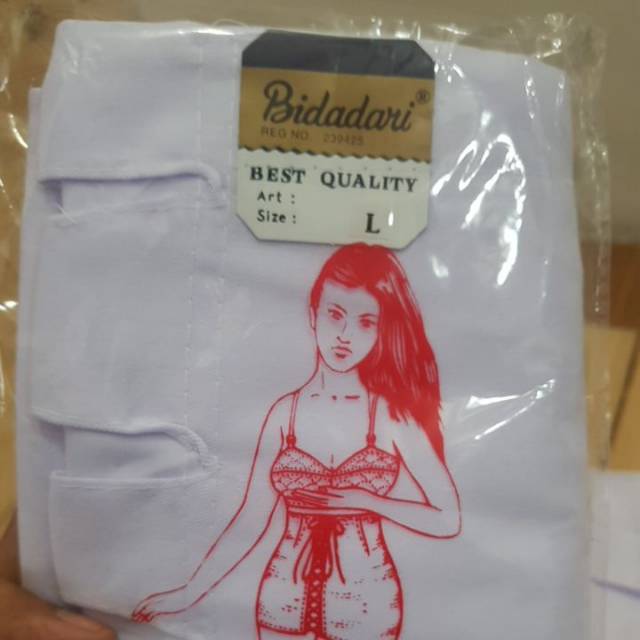 Bidadari®
REG NO. 239425
BEST QUALITY
Art :
Size : L